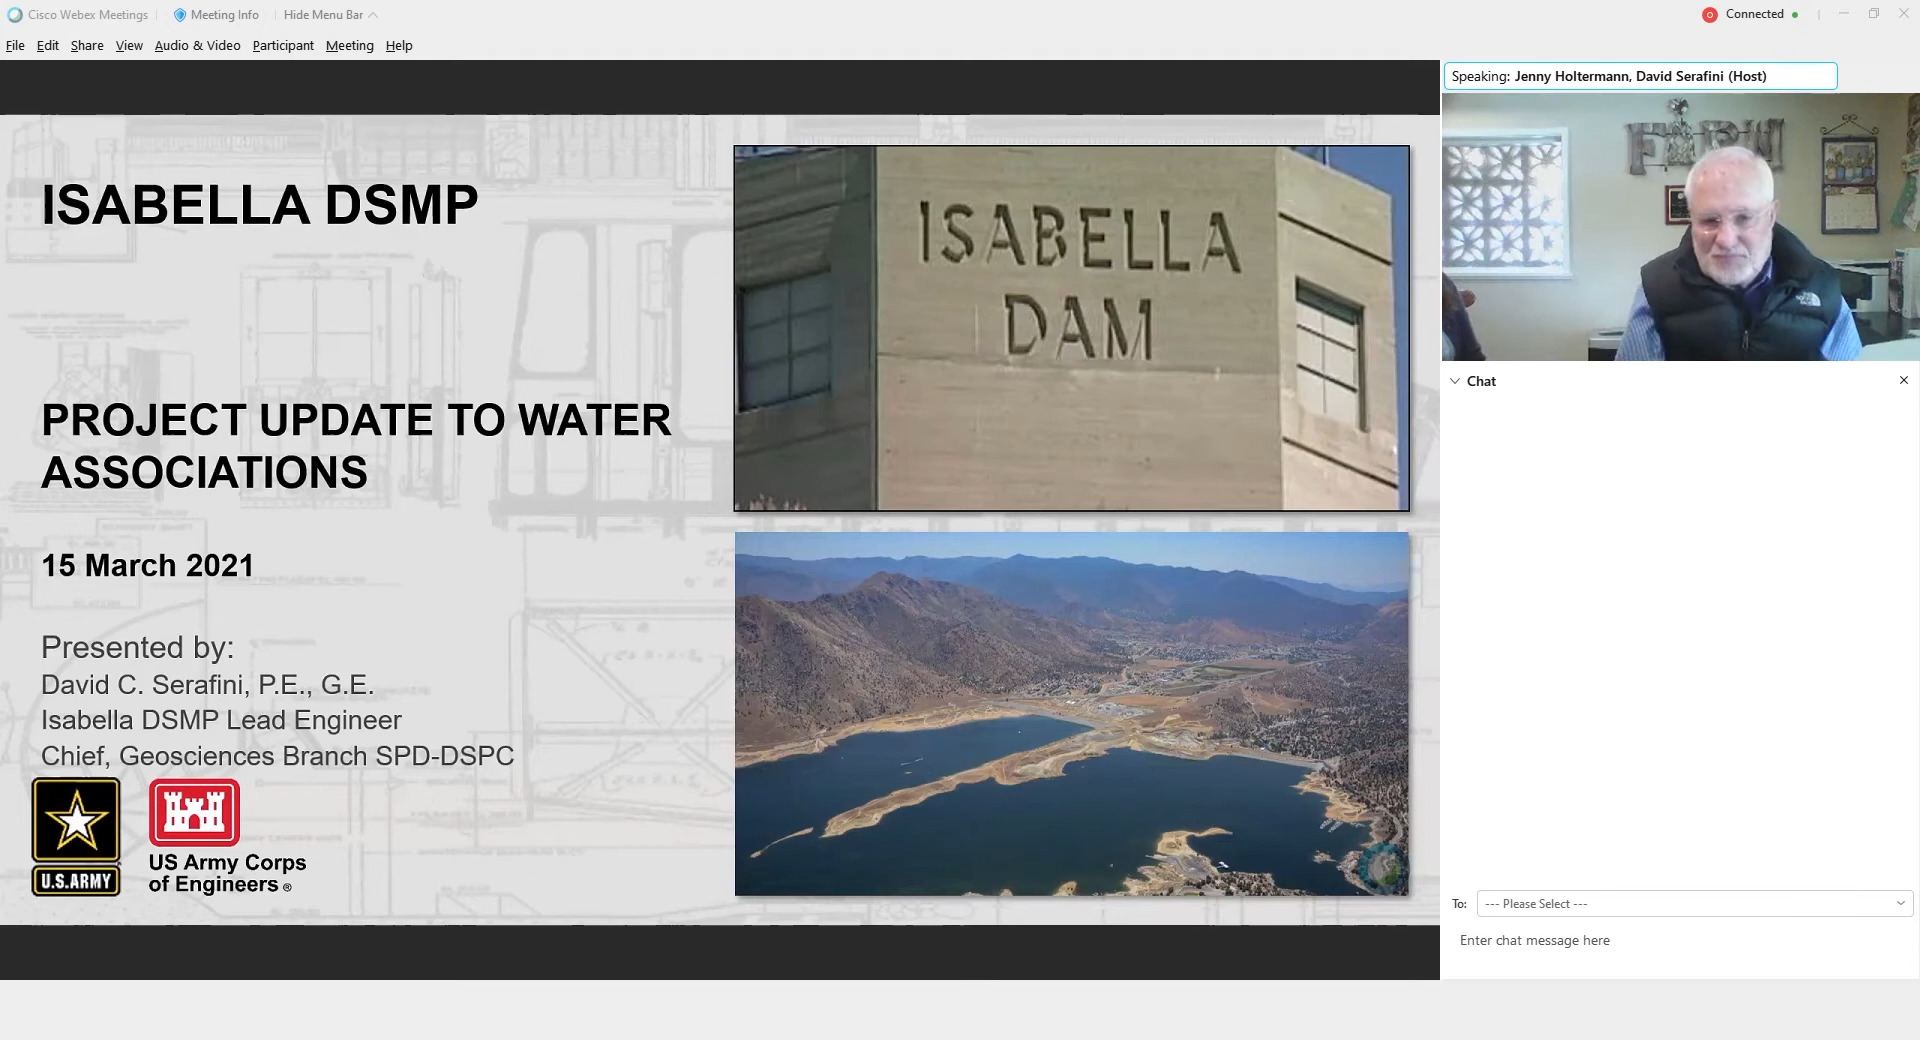 Cisco Webex Meetings
Meeting Info
Hide Menu Bar
Connected
File Edit Share View Audio & Video Participant Meeting Help
Speaking: Jenny Holtermann, David Serafini (Host)
ISABELLA DSMP
PROJECT UPDATE TO WATER
ASSOCIATIONS
15 March 2021
Presented by:
David C. Serafini, P.E., G.E.
Isabella DSMP Lead Engineer
Chief, Geosciences Branch SPD-DSPC
U.S.ARMY
US Army Corps
of Engineers ®
ISABELLA
DAM
Chat
To: --- Please Select ---
Enter chat message here